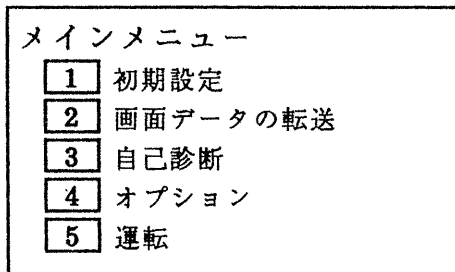 メインメニュー
1 初期設定
2 画面データの転送
3 自己診断
4 オプション
5 運転